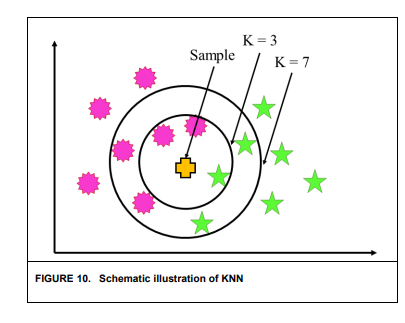 K = 3
Sample
K = 7
FIGURE 10. Schematic illustration of KNN